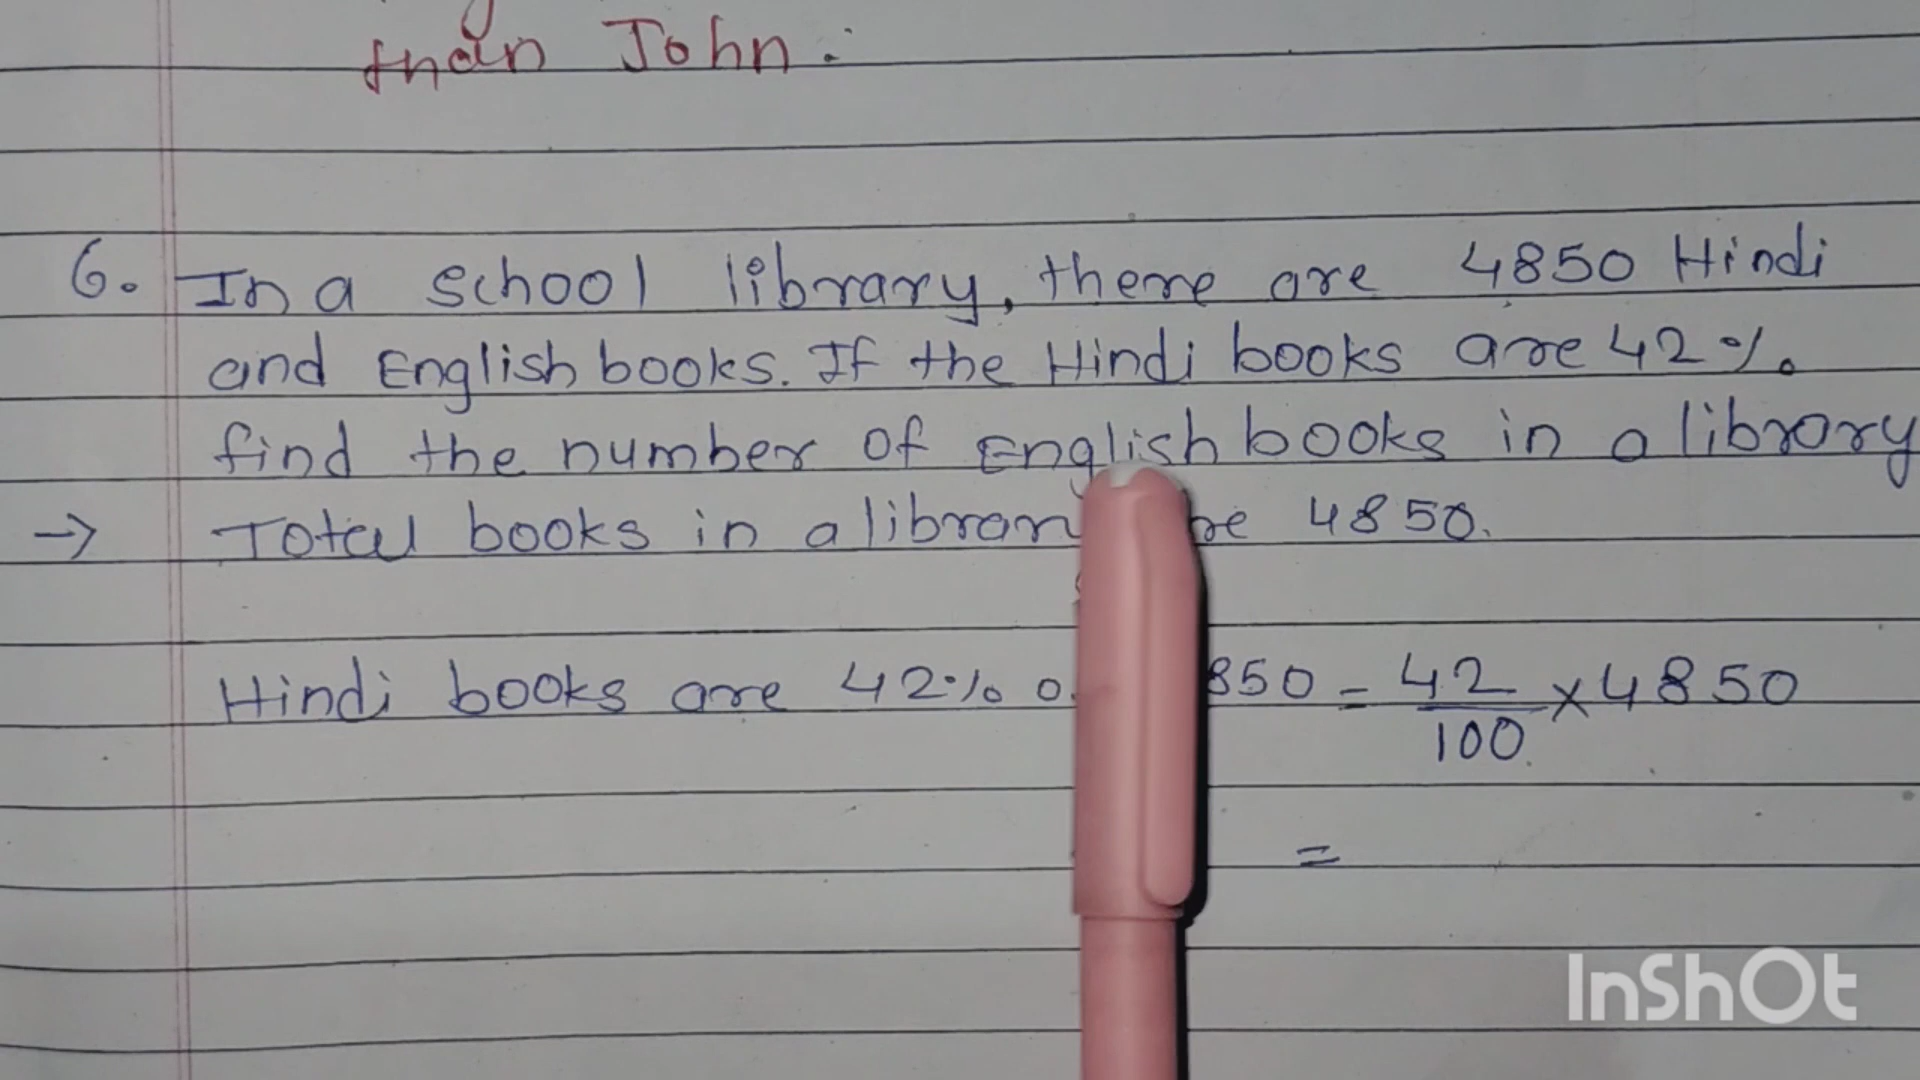 than John.
6. In a school library, there are 4850 Hindi
and English books. If the Hindi books are 42%.
find the number of English books in a library
→ Total books in a 4850.
Hindi books are 42% = 42/100 × 4850
=
InShOt